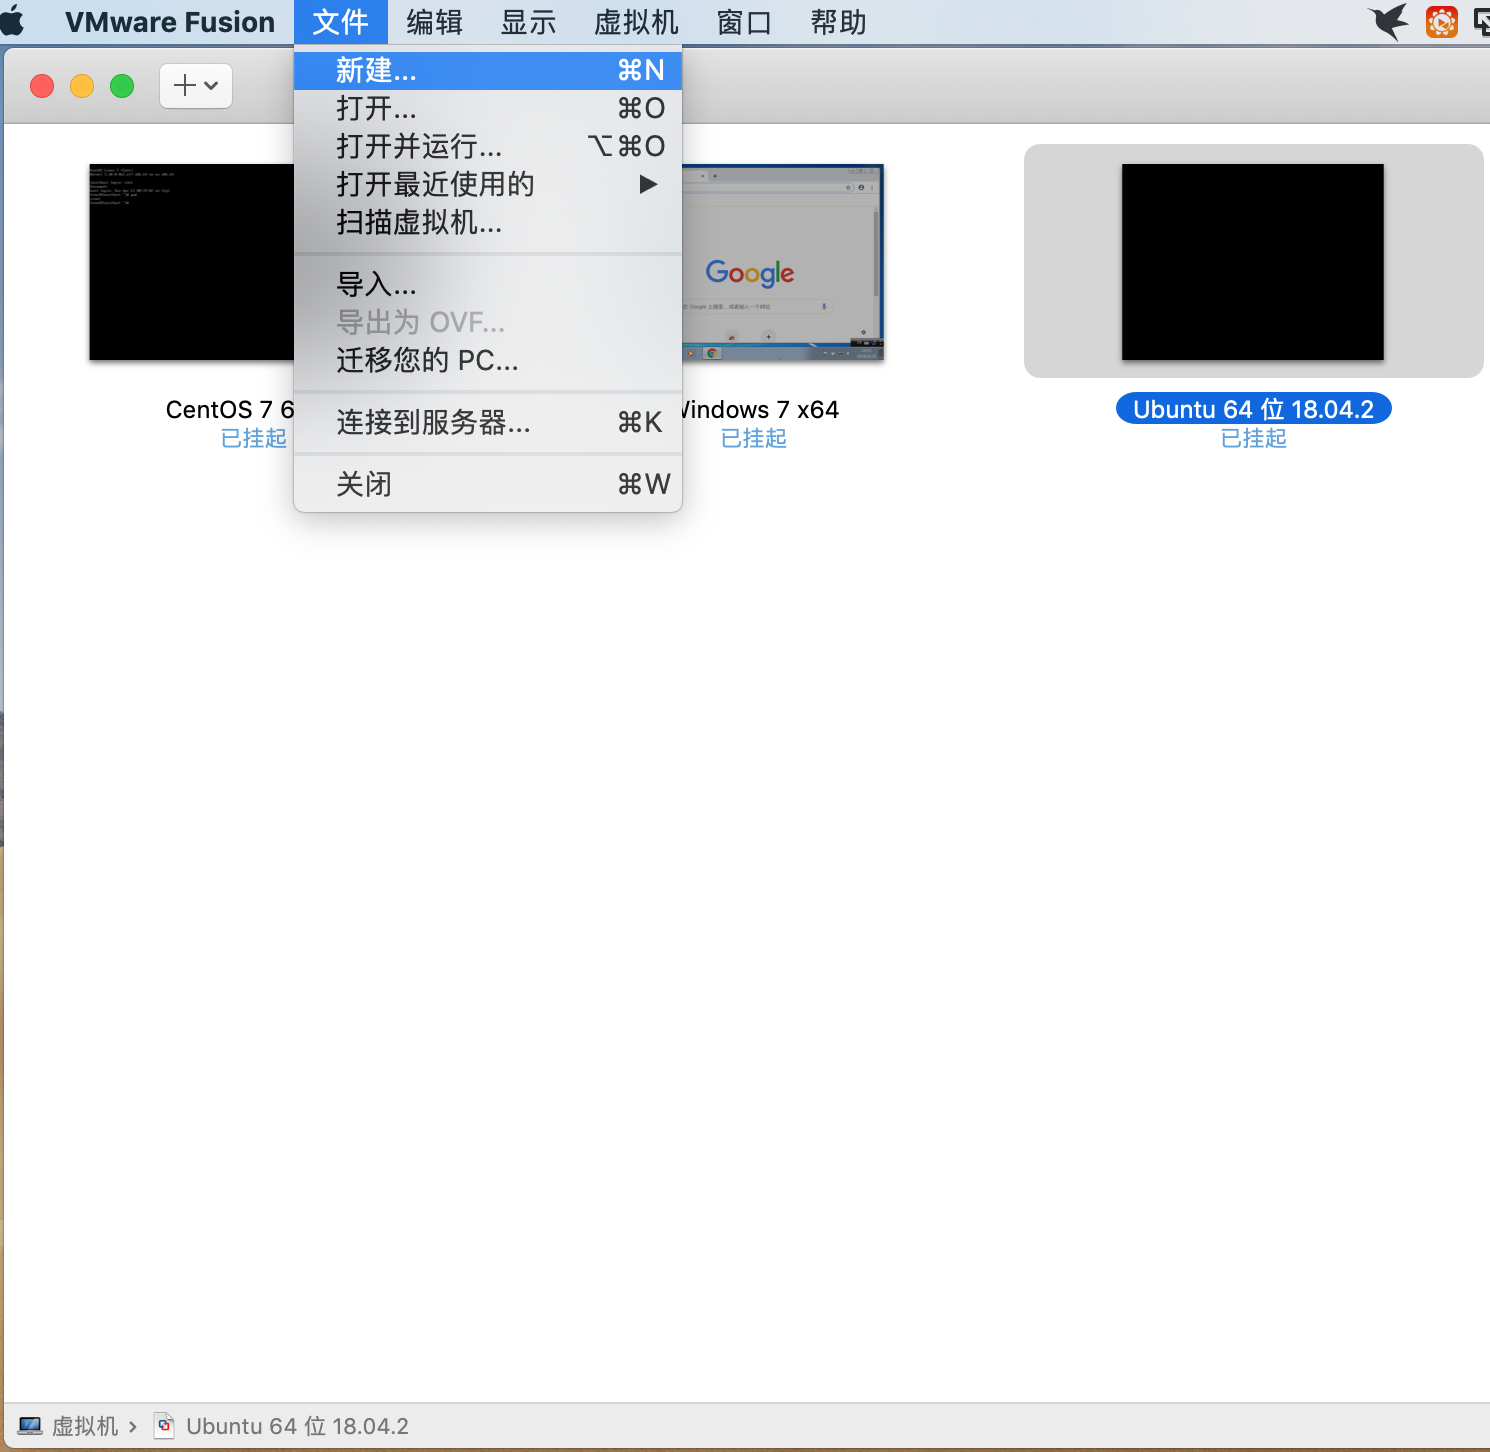 VMware Fusion 文件 编辑 显示 虚拟机 窗口 帮助
新建... ⌘N
打开... ⌘O
打开并运行... ⌥⌘O
打开最近使用的 ▶
扫描虚拟机...
导入...
导出为 OVF...
迁移您的 PC...
连接到服务器... ⌘K
关闭 ⌘W
Google
CentOS 7 6
已挂起
Windows 7 x64
已挂起
Ubuntu 64 位 18.04.2
已挂起
虚拟机 › Ubuntu 64 位 18.04.2